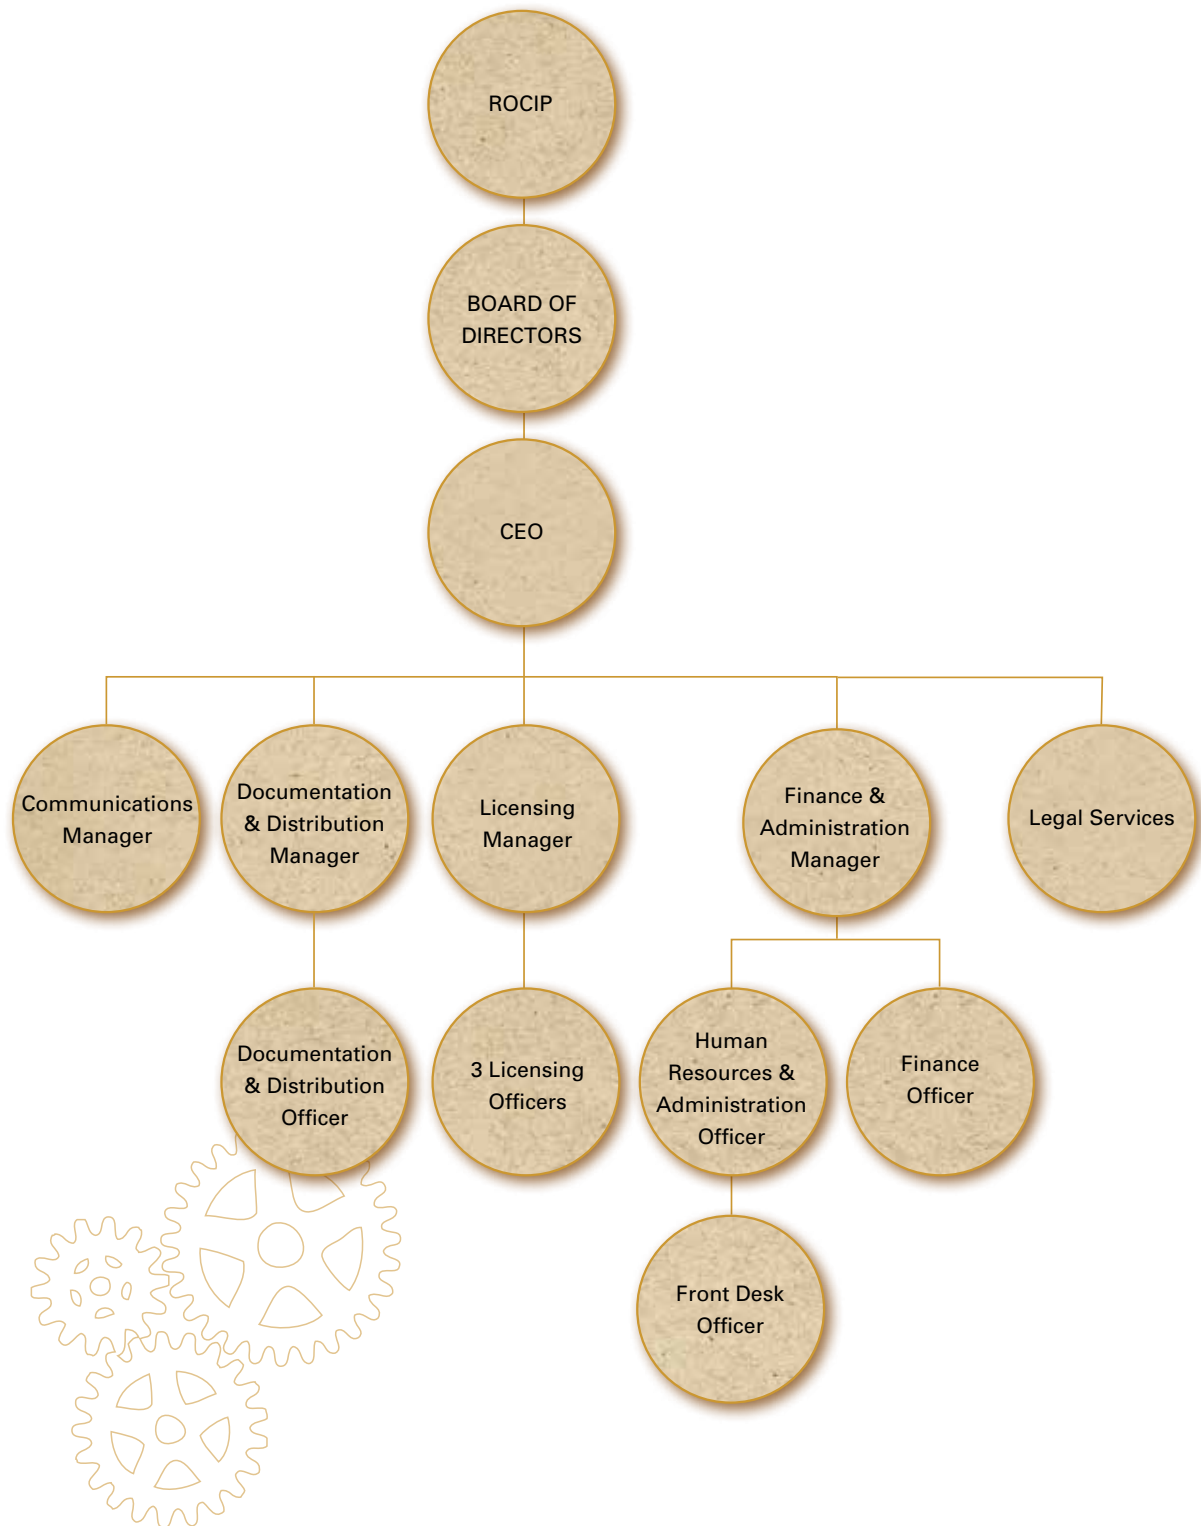 ROCIP
BOARD OF
DIRECTORS
CEO
Communications
Manager
Documentation
& Distribution
Manager
Licensing
Manager
Finance &
Administration
Manager
Legal Services
Documentation
& Distribution
Officer
3 Licensing
Officers
Human
Resources &
Administration
Officer
Finance
Officer
Front Desk
Officer